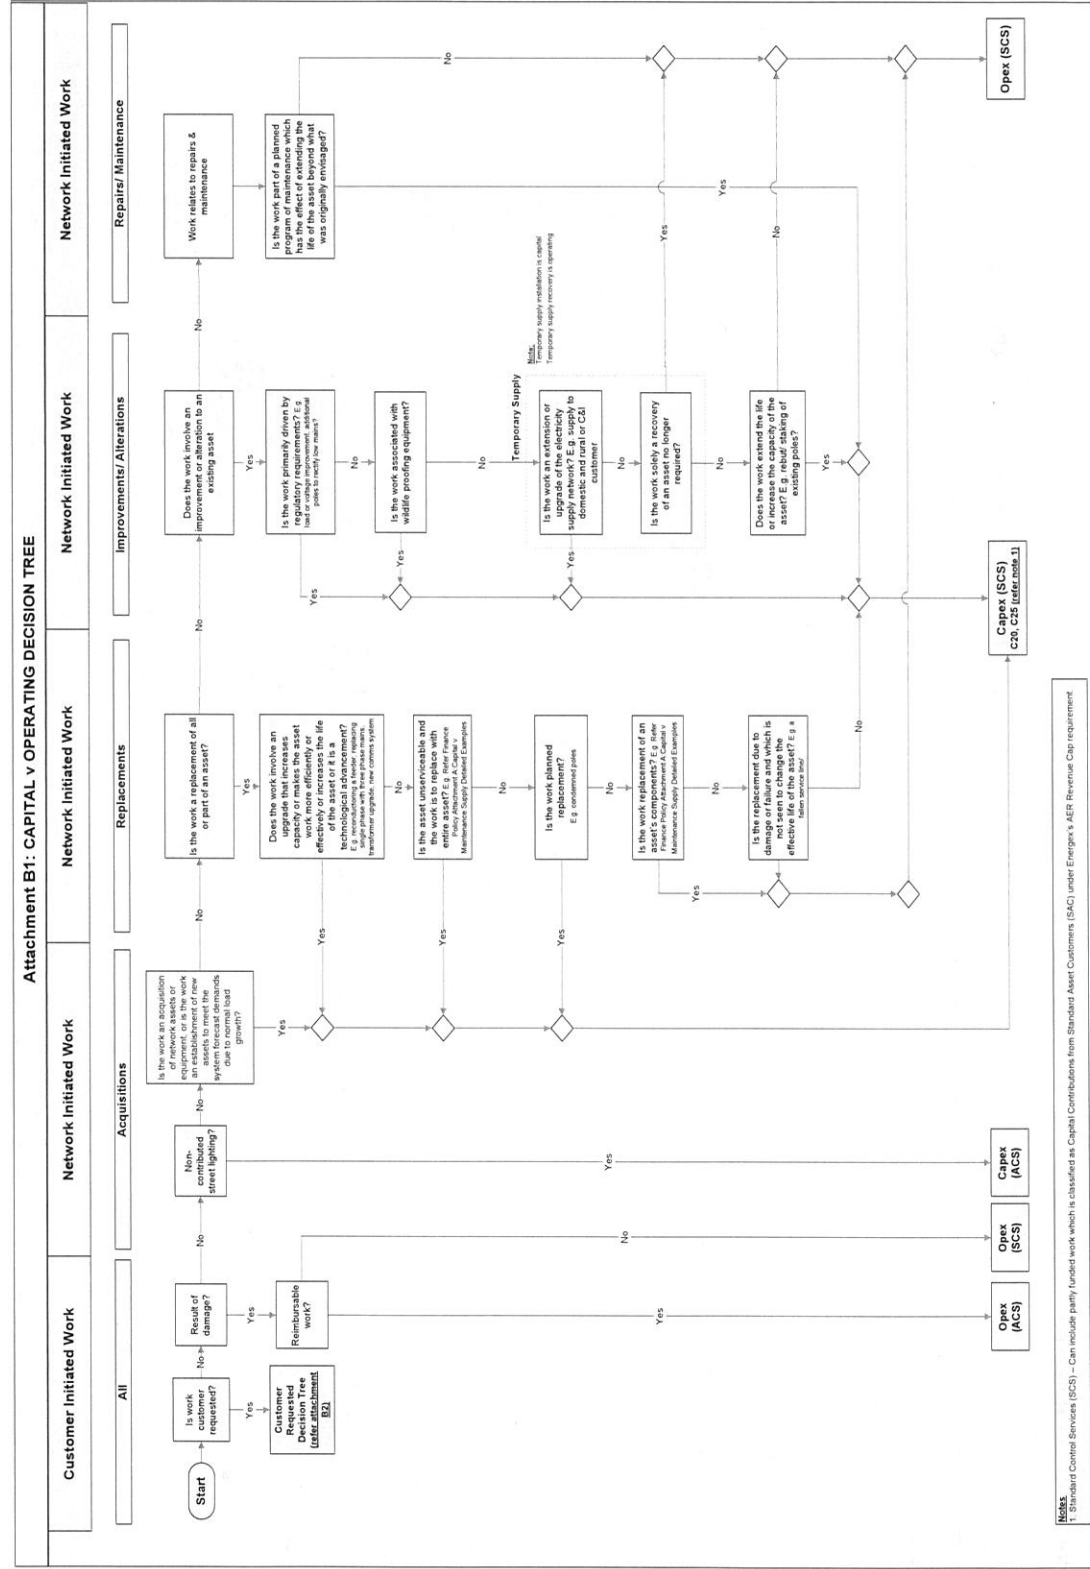 Attachment B1: CAPITAL v OPERATING DECISION TREE
Customer Initiated Work
Network Initiated Work
Network Initiated Work
Network Initiated Work
Network Initiated Work
All
Acquisitions
Replacements
Improvements/ Alterations
Repairs/ Maintenance
Start
Is work
customer
requested?
No
Yes
Customer
Requested
Decision Tree
(refer attachment
B2)
Result of
damage?
No
Yes
Reimbursable
work?
No
Yes
Non-
contributed
street lighting?
No
Yes
Is the work an acquisition
of network assets or
equipment, or is the work
an establishment of new
assets to meet the
system forecast demands
due to normal load
growth?
No
Yes
Is the work a replacement of all
or part of an asset?
No
Yes
Does the work involve an
upgrade that increases
capacity or makes the asset
work more efficiently or
effectively or increases the life
of the asset or it is a
technological advancement?
E.g. reconductoring a feeder, replacing
single phase with three phase mains,
transformer upgrade, new comms system
Yes
No
Is the asset unserviceable and
the work is to replace with
entire asset? E.g. Refer Finance
Policy Attachment A Capital v
Maintenance Supply Detailed Examples
Yes
No
Is the work planned
replacement?
E.g. condemned poles
Yes
No
Is the work replacement of an
asset's components? E.g. Refer
Finance Policy Attachment A Capital v
Maintenance Supply Detailed Examples
Yes
No
Is the replacement due to
damage or failure and which is
not seen to change the
effective life of the asset? E.g. a
fallen service line/
No
Does the work involve an
improvement or alteration to an
existing asset
No
Yes
Is the work primarily driven by
regulatory requirements? E.g.
load or voltage improvement, additional
poles to rectify low mains?
Yes
No
Is the work associated with
wildlife proofing equipment?
Yes
No
Temporary Supply
Note:
Temporary supply installation is capital
Temporary supply recovery is operating
Is the work an extension or
upgrade of the electricity
supply network? E.g. supply to
domestic and rural or C&I
customer
Yes
No
Is the work solely a recovery
of an asset no longer
required?
Yes
No
Does the work extend the life
or increase the capacity of the
asset? E.g. rebut/ staking of
existing poles?
No
Yes
Work relates to repairs &
maintenance
Is the work part of a planned
program of maintenance which
has the effect of extending the
life of the asset beyond what
was originally envisaged?
No
Yes
Opex
(ACS)
Opex
(SCS)
Capex
(ACS)
Capex (SCS)
C20, C25 (refer note 1)
Opex (SCS)
Notes
1. Standard Control Services (SCS) – Can include partly funded work which is classified as Capital Contributions from Standard Asset Customers (SAC) under Energex's AER Revenue Cap requirement.